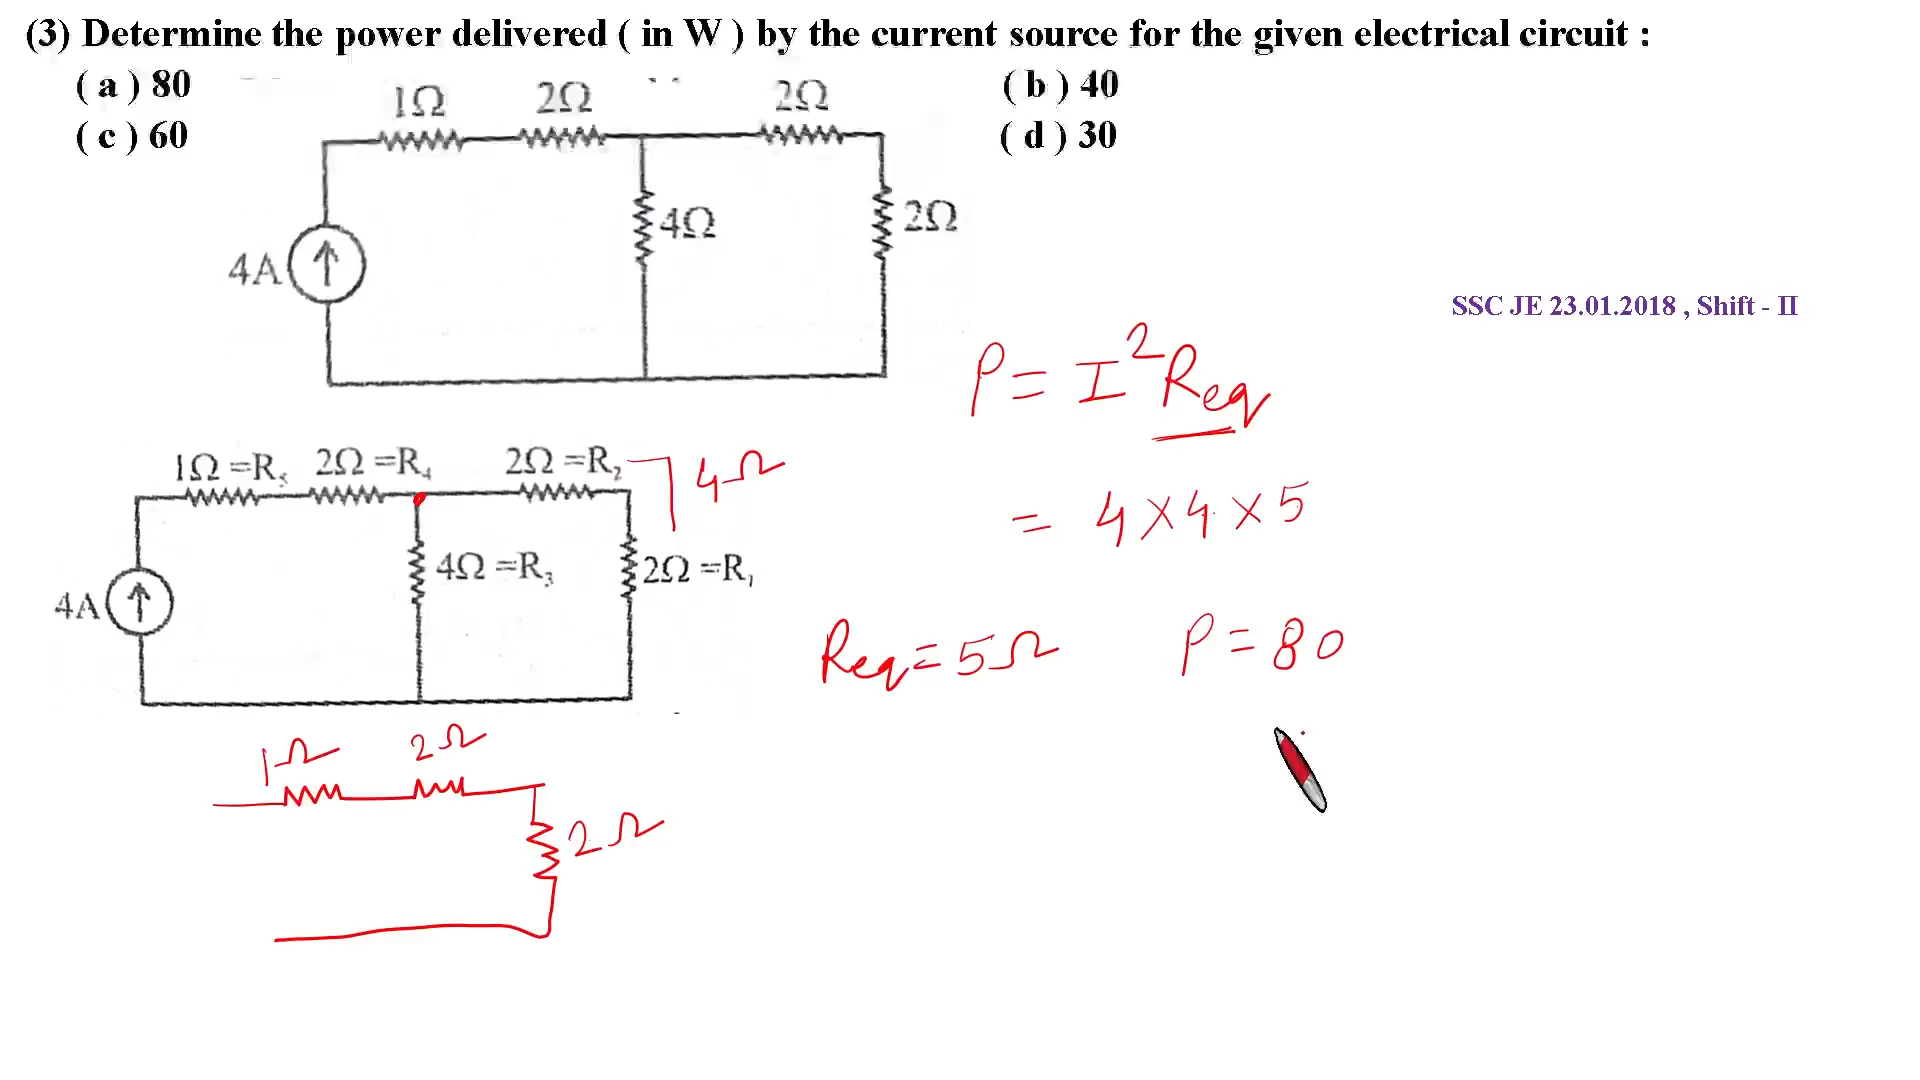 (3) Determine the power delivered ( in W ) by the current source for the given electrical circuit :
( a ) 80
( b ) 40
( c ) 60
( d ) 30
1Ω 2Ω 2Ω
4Ω
2Ω
4A
SSC JE 23.01.2018 , Shift - II
P = I² Req
1Ω =R₅ 2Ω =R₄ 2Ω =R₂
4Ω
= 4 × 4 × 5
4Ω =R₃
2Ω =R₁
4A
Req = 5Ω
P = 80
1Ω 2Ω
2Ω